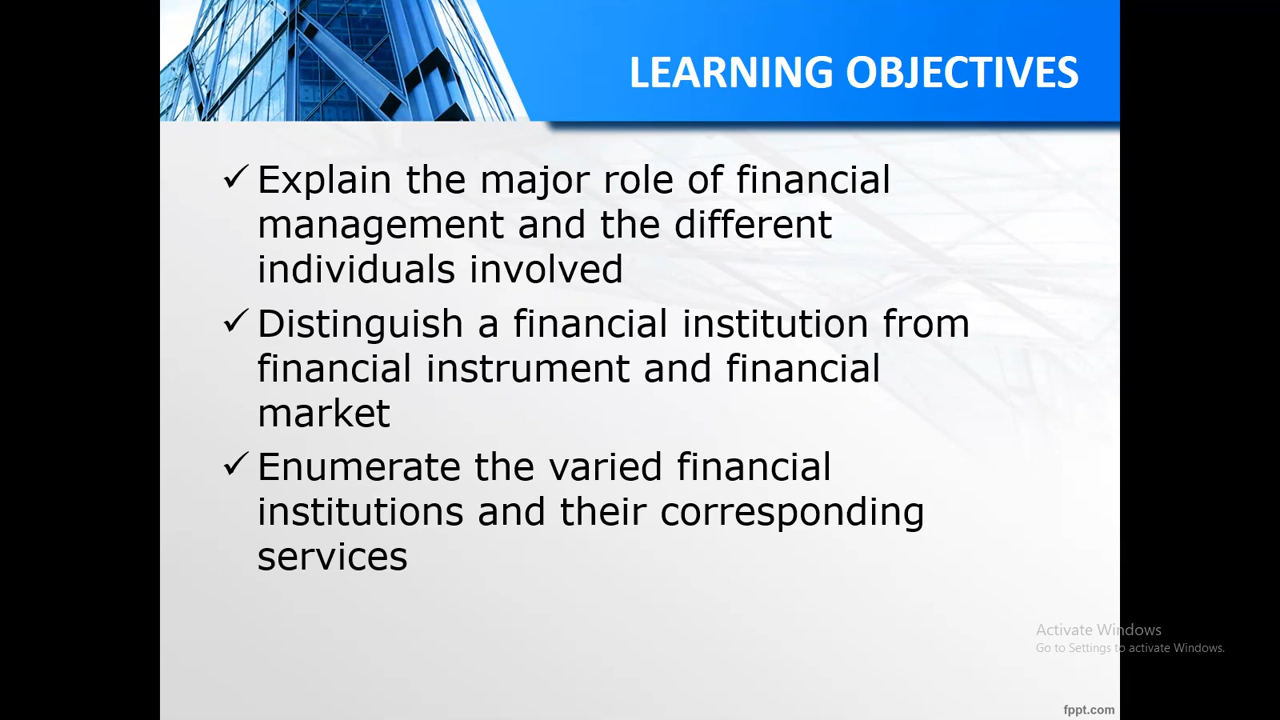 LEARNING OBJECTIVES
✓ Explain the major role of financial
management and the different
individuals involved
✓ Distinguish a financial institution from
financial instrument and financial
market
✓ Enumerate the varied financial
institutions and their corresponding
services
Activate Windows
Go to Settings to activate Windows.
fppt.com